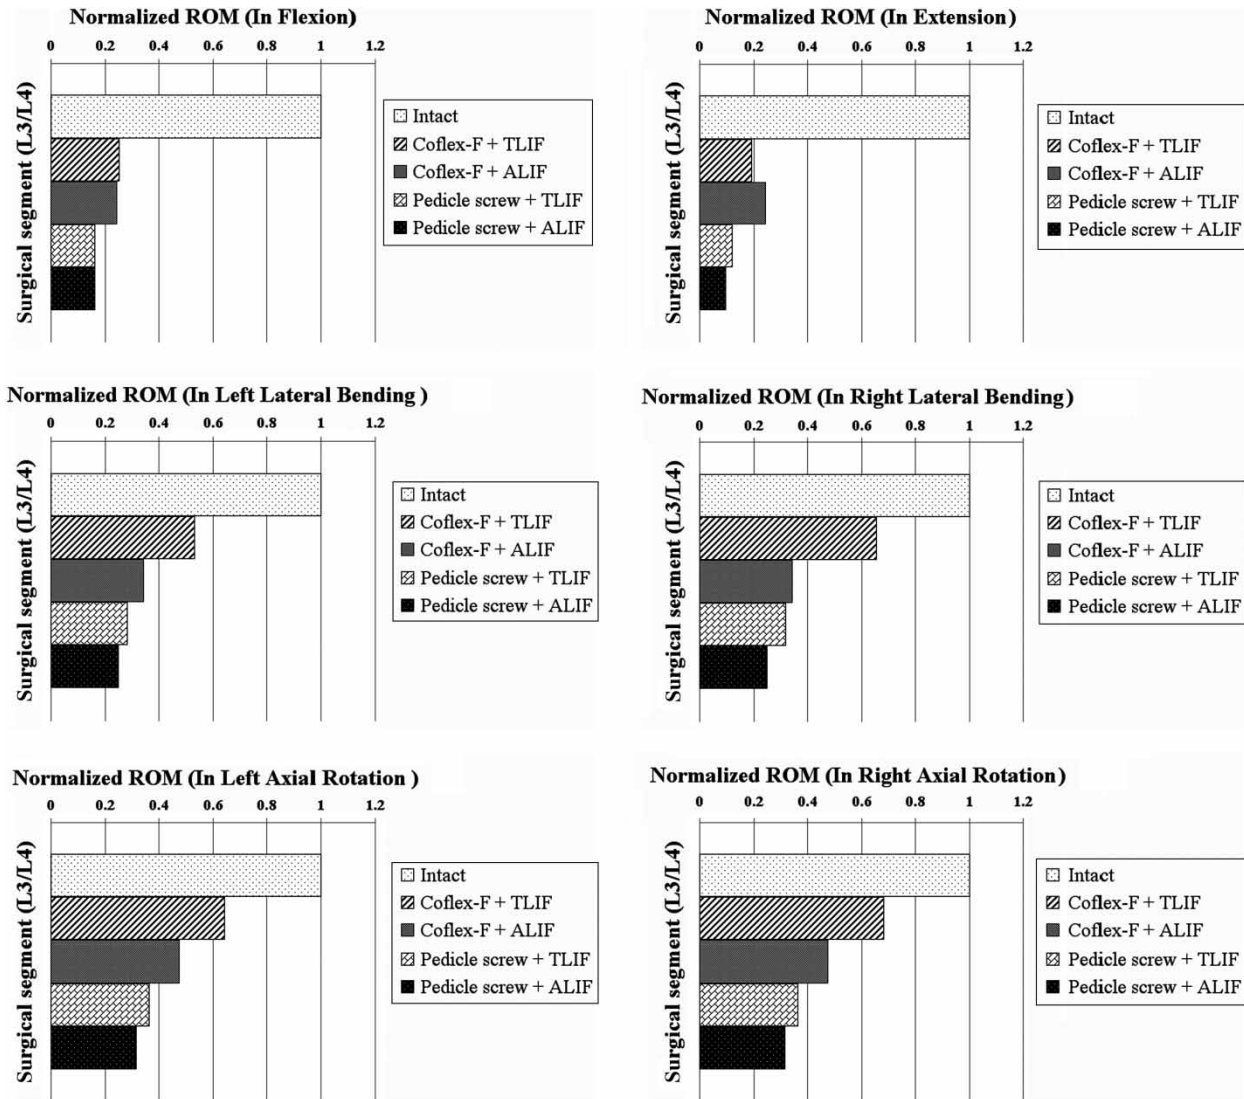 Normalized ROM (In Flexion)
0 0.2 0.4 0.6 0.8 1 1.2
Surgical segment (L3/L4)
Intact
Coflex-F + TLIF
Coflex-F + ALIF
Pedicle screw + TLIF
Pedicle screw + ALIF
Normalized ROM (In Extension)
0 0.2 0.4 0.6 0.8 1 1.2
Surgical segment (L3/L4)
Intact
Coflex-F + TLIF
Coflex-F + ALIF
Pedicle screw + TLIF
Pedicle screw + ALIF
Normalized ROM (In Left Lateral Bending )
0 0.2 0.4 0.6 0.8 1 1.2
Surgical segment (L3/L4)
Intact
Coflex-F + TLIF
Coflex-F + ALIF
Pedicle screw + TLIF
Pedicle screw + ALIF
Normalized ROM (In Right Lateral Bending)
0 0.2 0.4 0.6 0.8 1 1.2
Surgical segment (L3/L4)
Intact
Coflex-F + TLIF
Coflex-F + ALIF
Pedicle screw + TLIF
Pedicle screw + ALIF
Normalized ROM (In Left Axial Rotation )
0 0.2 0.4 0.6 0.8 1 1.2
Surgical segment (L3/L4)
Intact
Coflex-F + TLIF
Coflex-F + ALIF
Pedicle screw + TLIF
Pedicle screw + ALIF
Normalized ROM (In Right Axial Rotation)
0 0.2 0.4 0.6 0.8 1 1.2
Surgical segment (L3/L4)
Intact
Coflex-F + TLIF
Coflex-F + ALIF
Pedicle screw + TLIF
Pedicle screw + ALIF